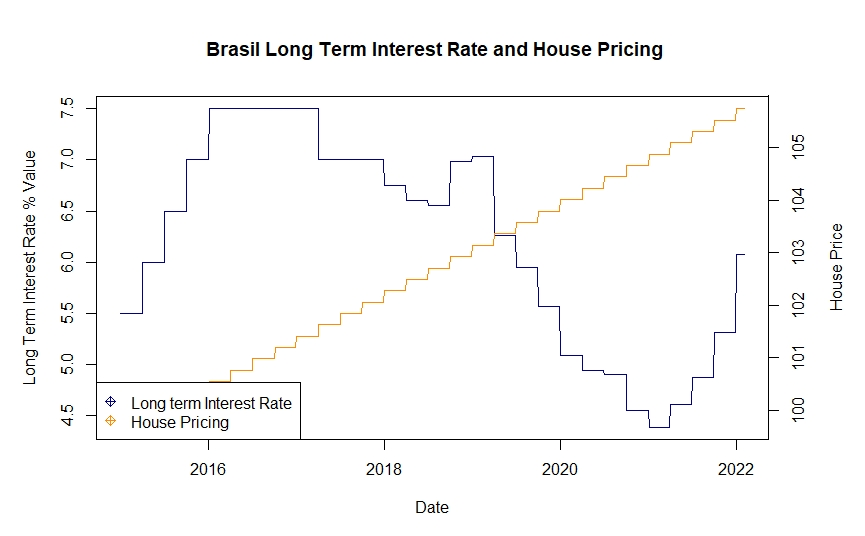 Brasil Long Term Interest Rate and House Pricing
Long Term Interest Rate % Value
7.5
7.0
6.5
6.0
5.5
5.0
4.5
105
104
103
102
101
100
House Price
Long term Interest Rate
House Pricing
2016
2018
2020
2022
Date